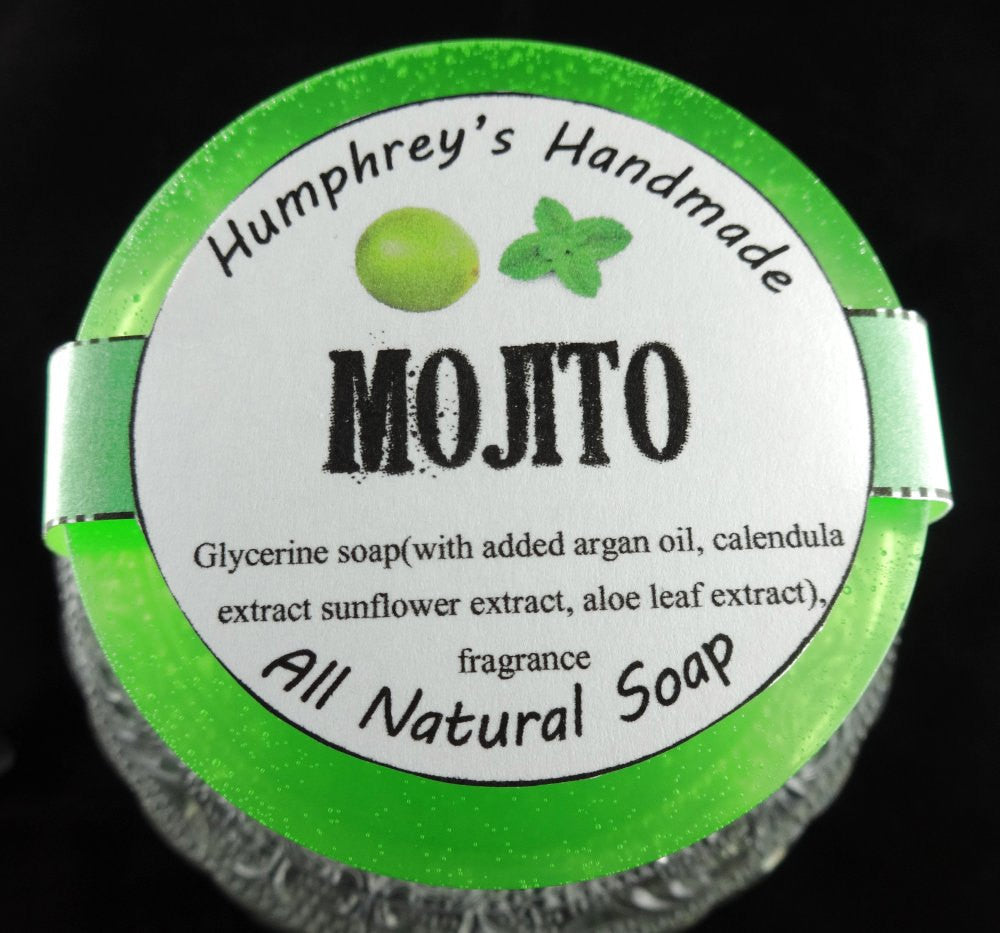 Humphrey's Handmade
MOJITO
Glycerine soap(with added argan oil, calendula
extract sunflower extract, aloe leaf extract),
fragrance
All Natural Soap